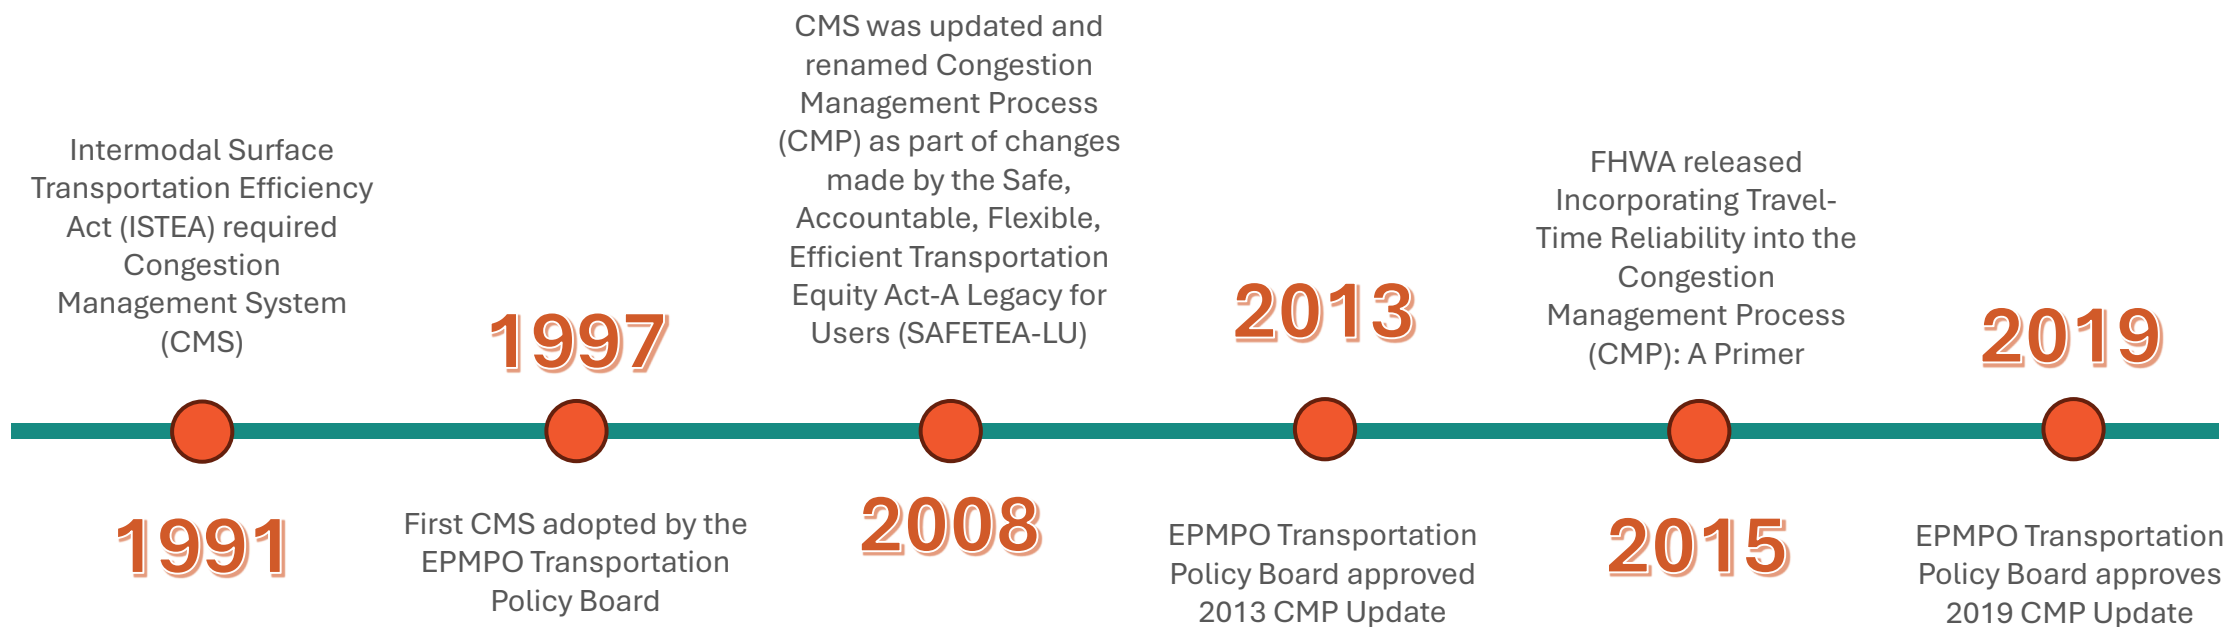 Intermodal Surface
Transportation Efficiency
Act (ISTEA) required
Congestion
Management System
(CMS)
1991
1997
First CMS adopted by the
EPMPO Transportation
Policy Board
CMS was updated and
renamed Congestion
Management Process
(CMP) as part of changes
made by the Safe,
Accountable, Flexible,
Efficient Transportation
Equity Act-A Legacy for
Users (SAFETEA-LU)
2008
2013
EPMPO Transportation
Policy Board approved
2013 CMP Update
FHWA released
Incorporating Travel-
Time Reliability into the
Congestion
Management Process
(CMP): A Primer
2015
2019
EPMPO Transportation
Policy Board approves
2019 CMP Update